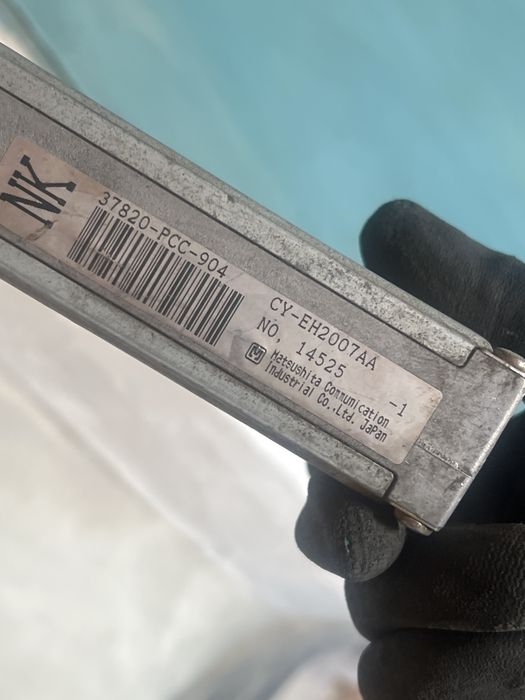 NK
37820-PCC-904
CY-EH2007AA
NO. 14525 -1
Matsushita Communication
Industrial Co.,Ltd. Japan